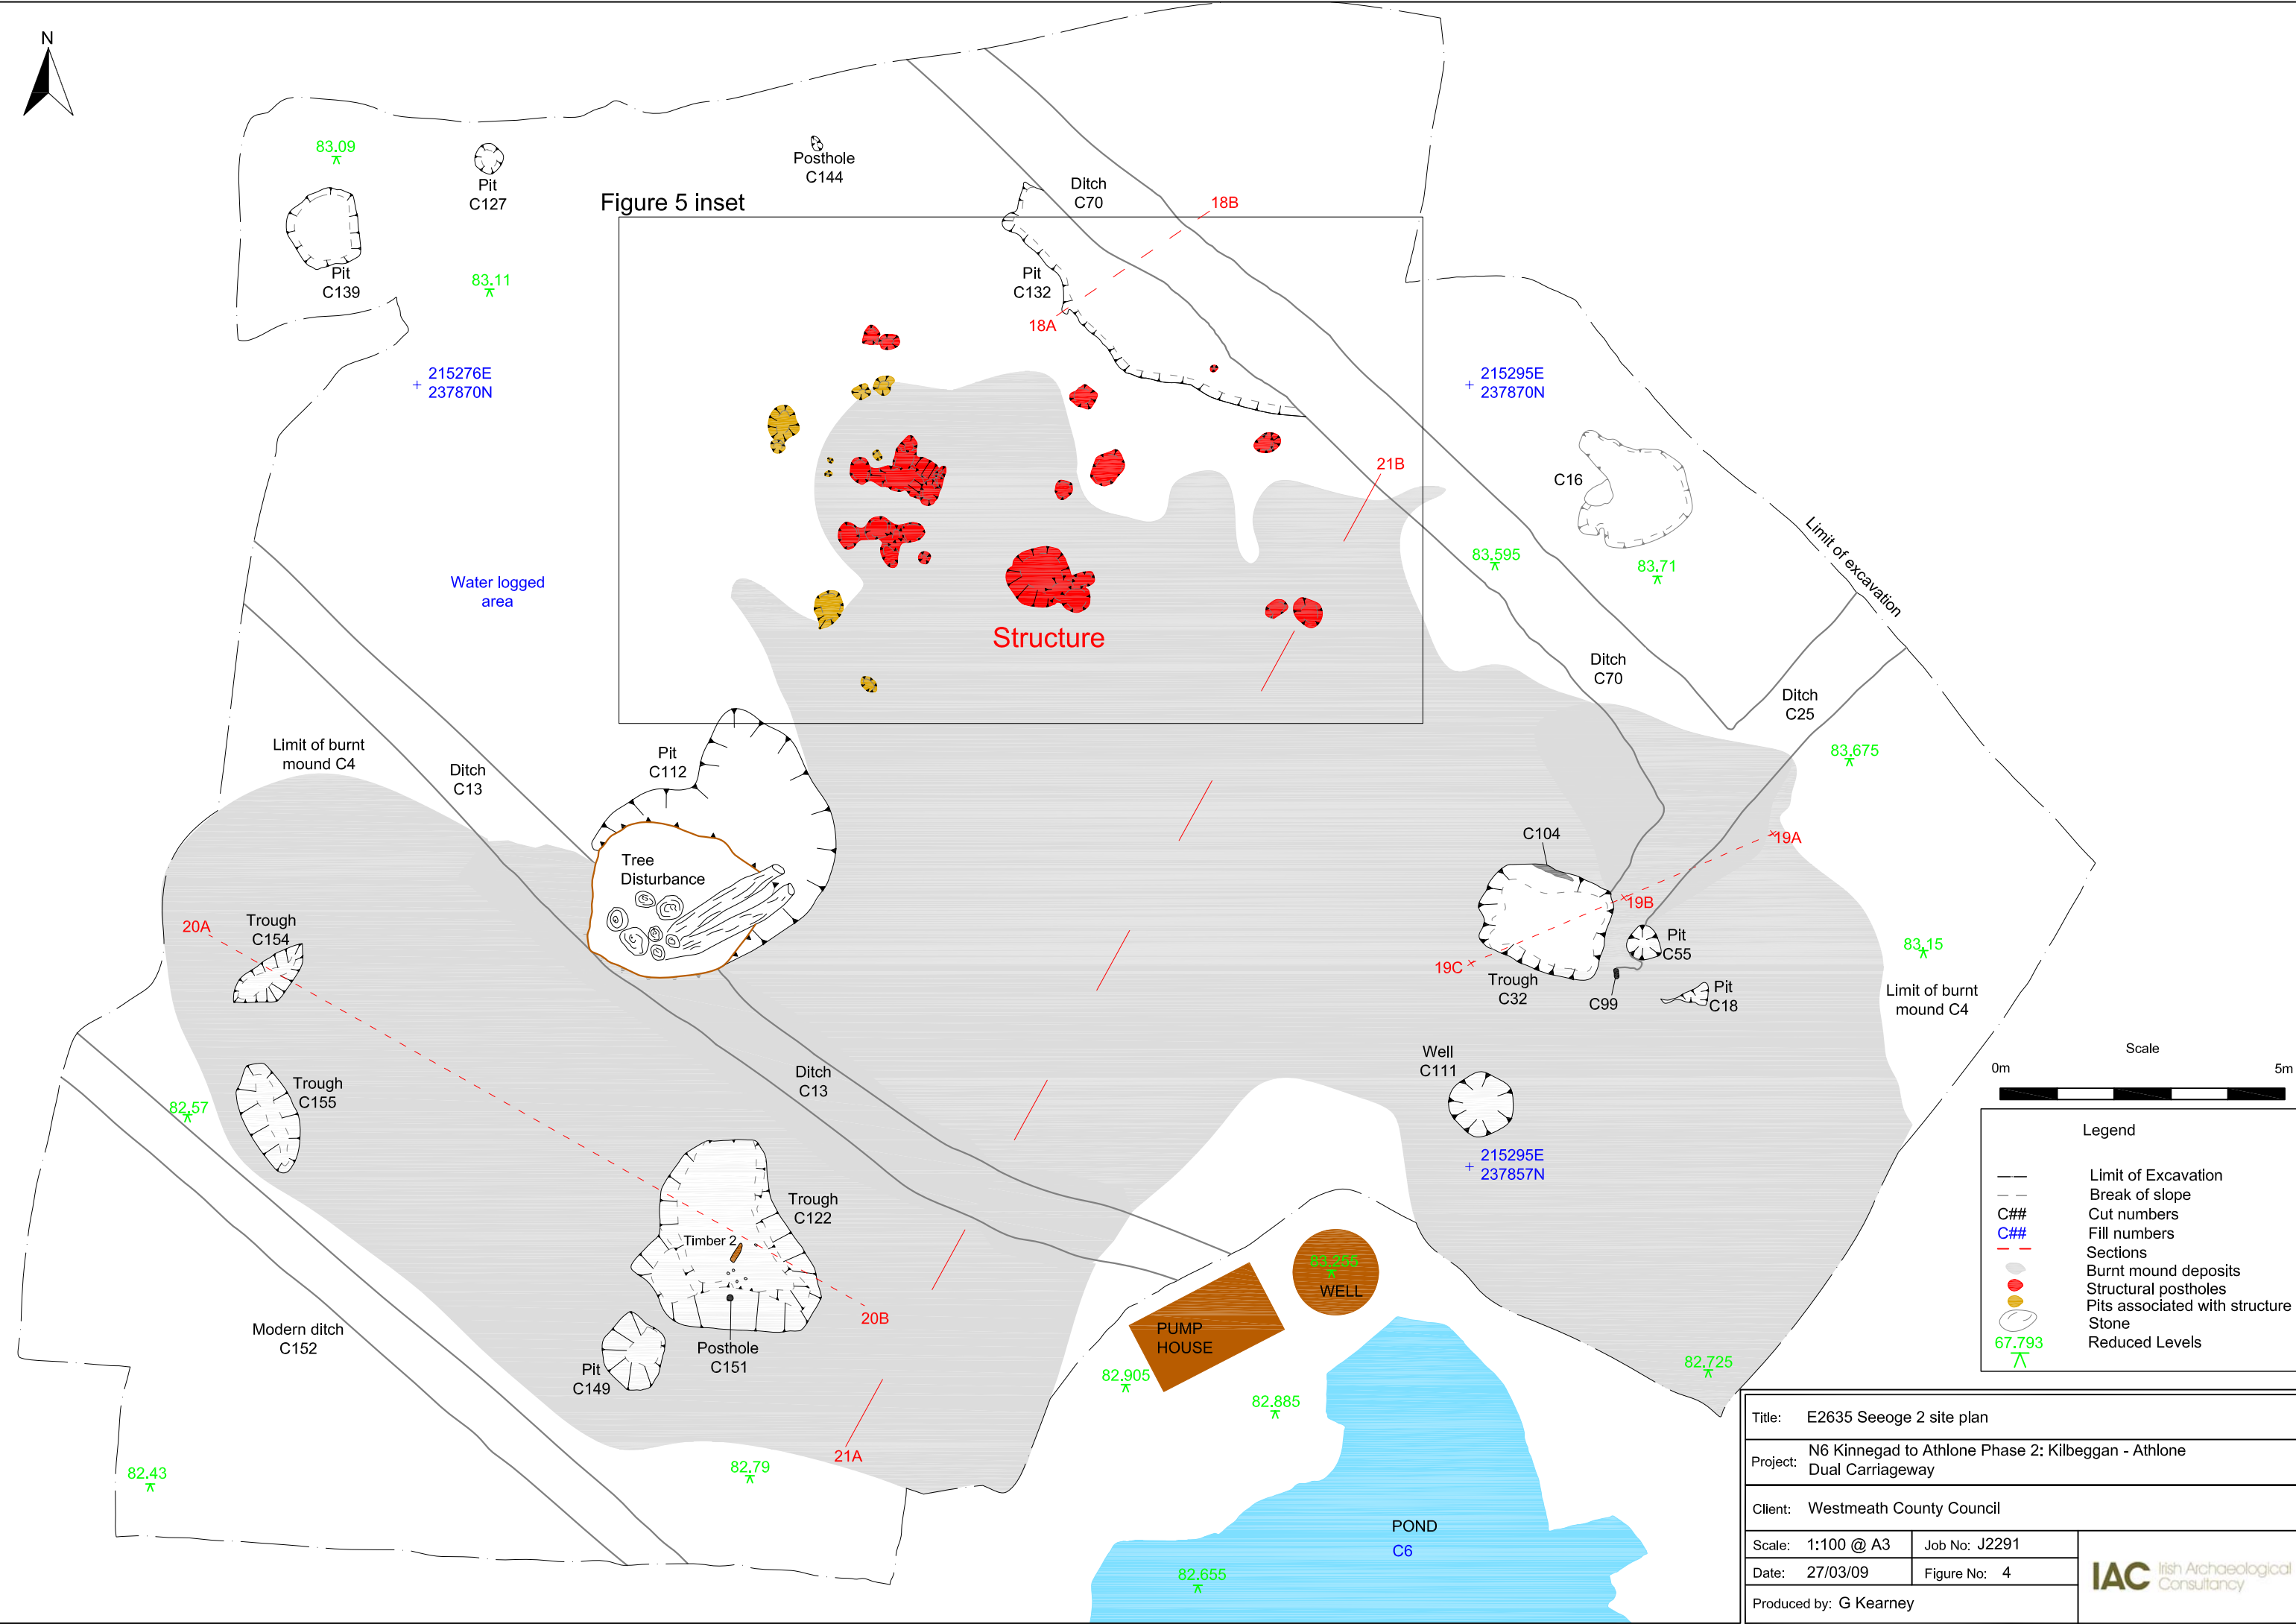 N
83.09
Pit
C127
Posthole
C144
Figure 5 inset
Ditch
C70
18B
Pit
C139
83.11
Pit
C132
18A
215276E
237870N
215295E
237870N
21B
C16
83.595
83.71
Limit of excavation
Water logged
area
Structure
Ditch
C70
Ditch
C25
83.675
Limit of burnt
mound C4
Ditch
C13
Pit
C112
Tree
Disturbance
C104
19A
19B
Pit
C55
83.15
20A
Trough
C154
19C
Trough
C32
C99
Pit
C18
Limit of burnt
mound C4
Well
C111
Trough
C155
82.57
Ditch
C13
215295E
237857N
Trough
C122
Timber 2
20B
Posthole
C151
Pit
C149
Modern ditch
C152
83.255
WELL
PUMP
HOUSE
82.905
82.885
82.725
21A
82.43
82.79
POND
C6
82.655
Scale
0m 5m
Legend
Limit of Excavation
Break of slope
C## Cut numbers
C## Fill numbers
Sections
Burnt mound deposits
Structural postholes
Pits associated with structure
Stone
67.793 Reduced Levels
Title: E2635 Seeoge 2 site plan
Project: N6 Kinnegad to Athlone Phase 2: Kilbeggan - Athlone
Dual Carriageway
Client: Westmeath County Council
Scale: 1:100 @ A3 Job No: J2291
Date: 27/03/09 Figure No: 4
Produced by: G Kearney
IAC Irish Archaeological
Consultancy